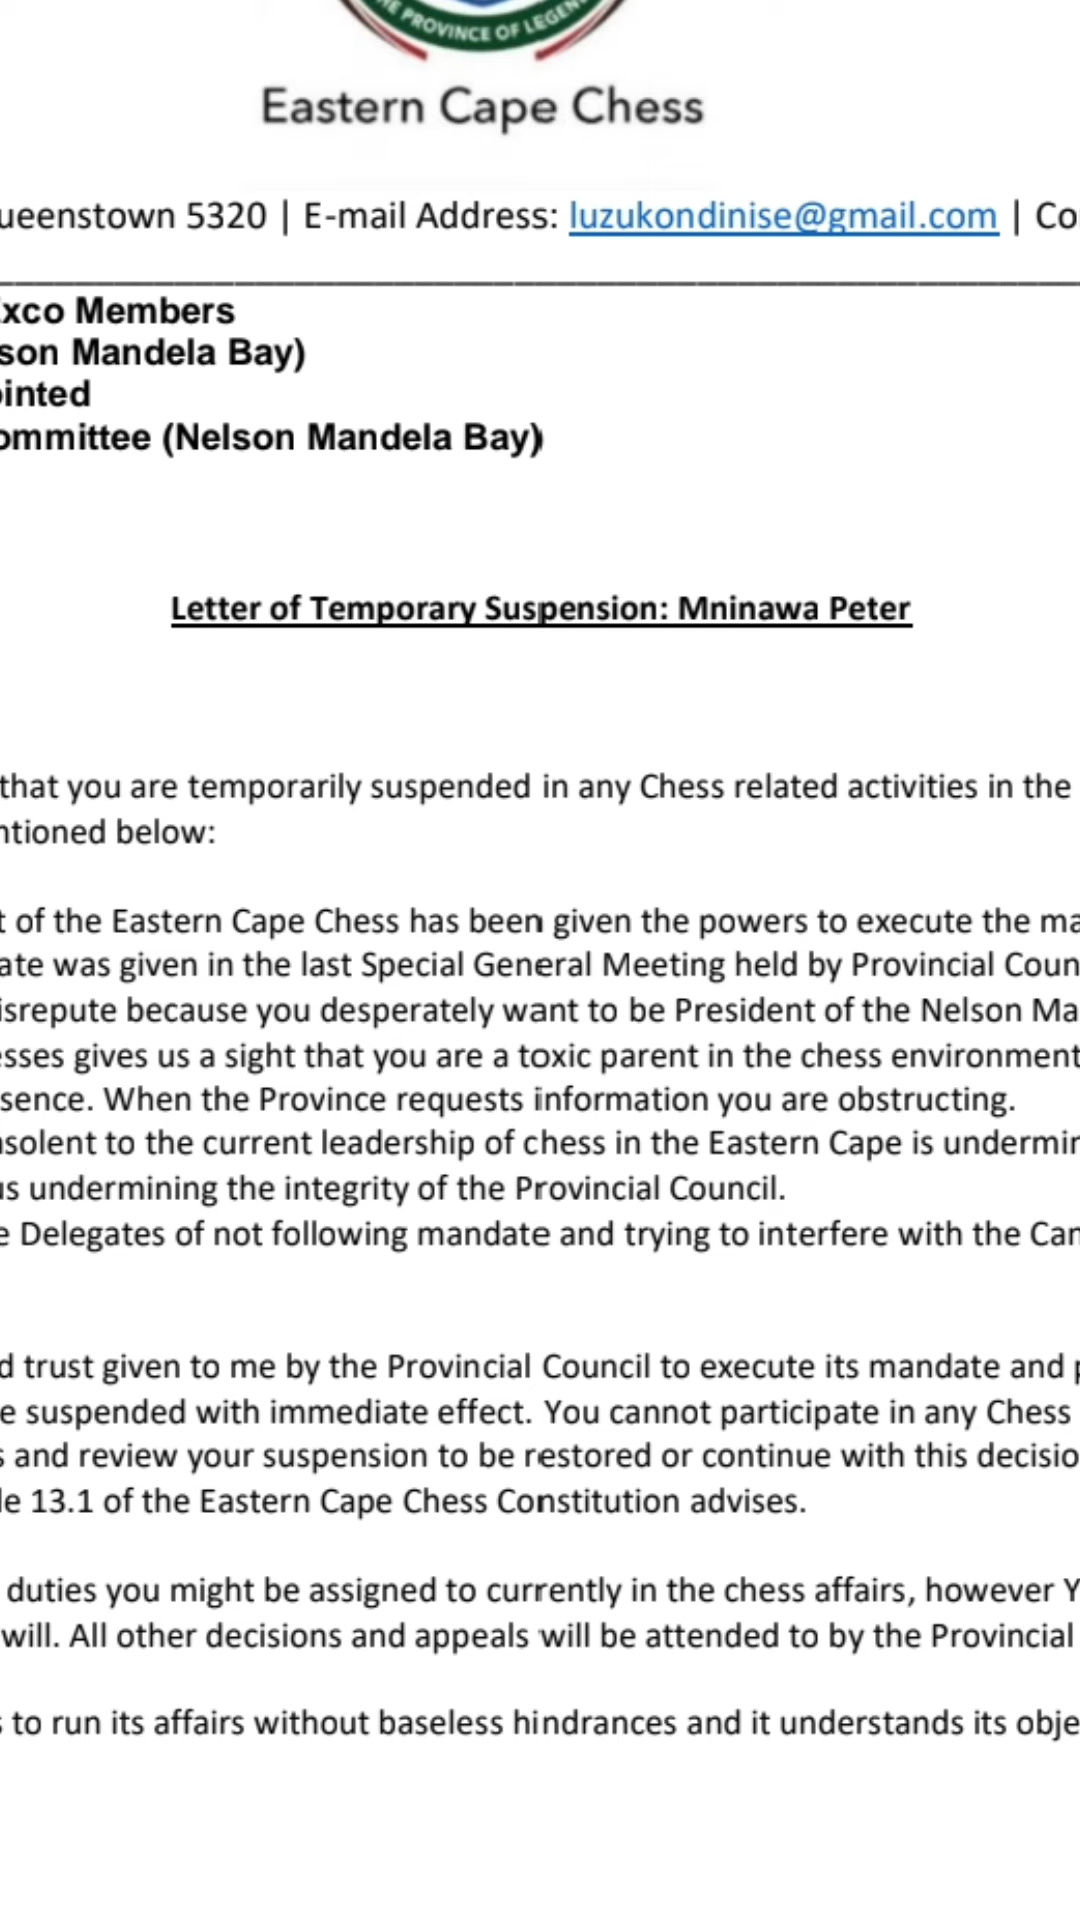 PROVINCE OF LEGEN
Eastern Cape Chess
ueenstown 5320 | E-mail Address: luzukondinise@gmail.com | Co
xco Members
son Mandela Bay)
ointed
ommittee (Nelson Mandela Bay)
Letter of Temporary Suspension: Mninawa Peter
that you are temporarily suspended in any Chess related activities in the
ntioned below:
t of the Eastern Cape Chess has been given the powers to execute the ma
ate was given in the last Special General Meeting held by Provincial Coun
isrepute because you desperately want to be President of the Nelson Ma
esses gives us a sight that you are a toxic parent in the chess environment
sence. When the Province requests information you are obstructing.
nsolent to the current leadership of chess in the Eastern Cape is undermin
us undermining the integrity of the Provincial Council.
e Delegates of not following mandate and trying to interfere with the Can
d trust given to me by the Provincial Council to execute its mandate and p
e suspended with immediate effect. You cannot participate in any Chess
s and review your suspension to be restored or continue with this decisio
le 13.1 of the Eastern Cape Chess Constitution advises.
duties you might be assigned to currently in the chess affairs, however Y
will. All other decisions and appeals will be attended to by the Provincial
s to run its affairs without baseless hindrances and it understands its obje